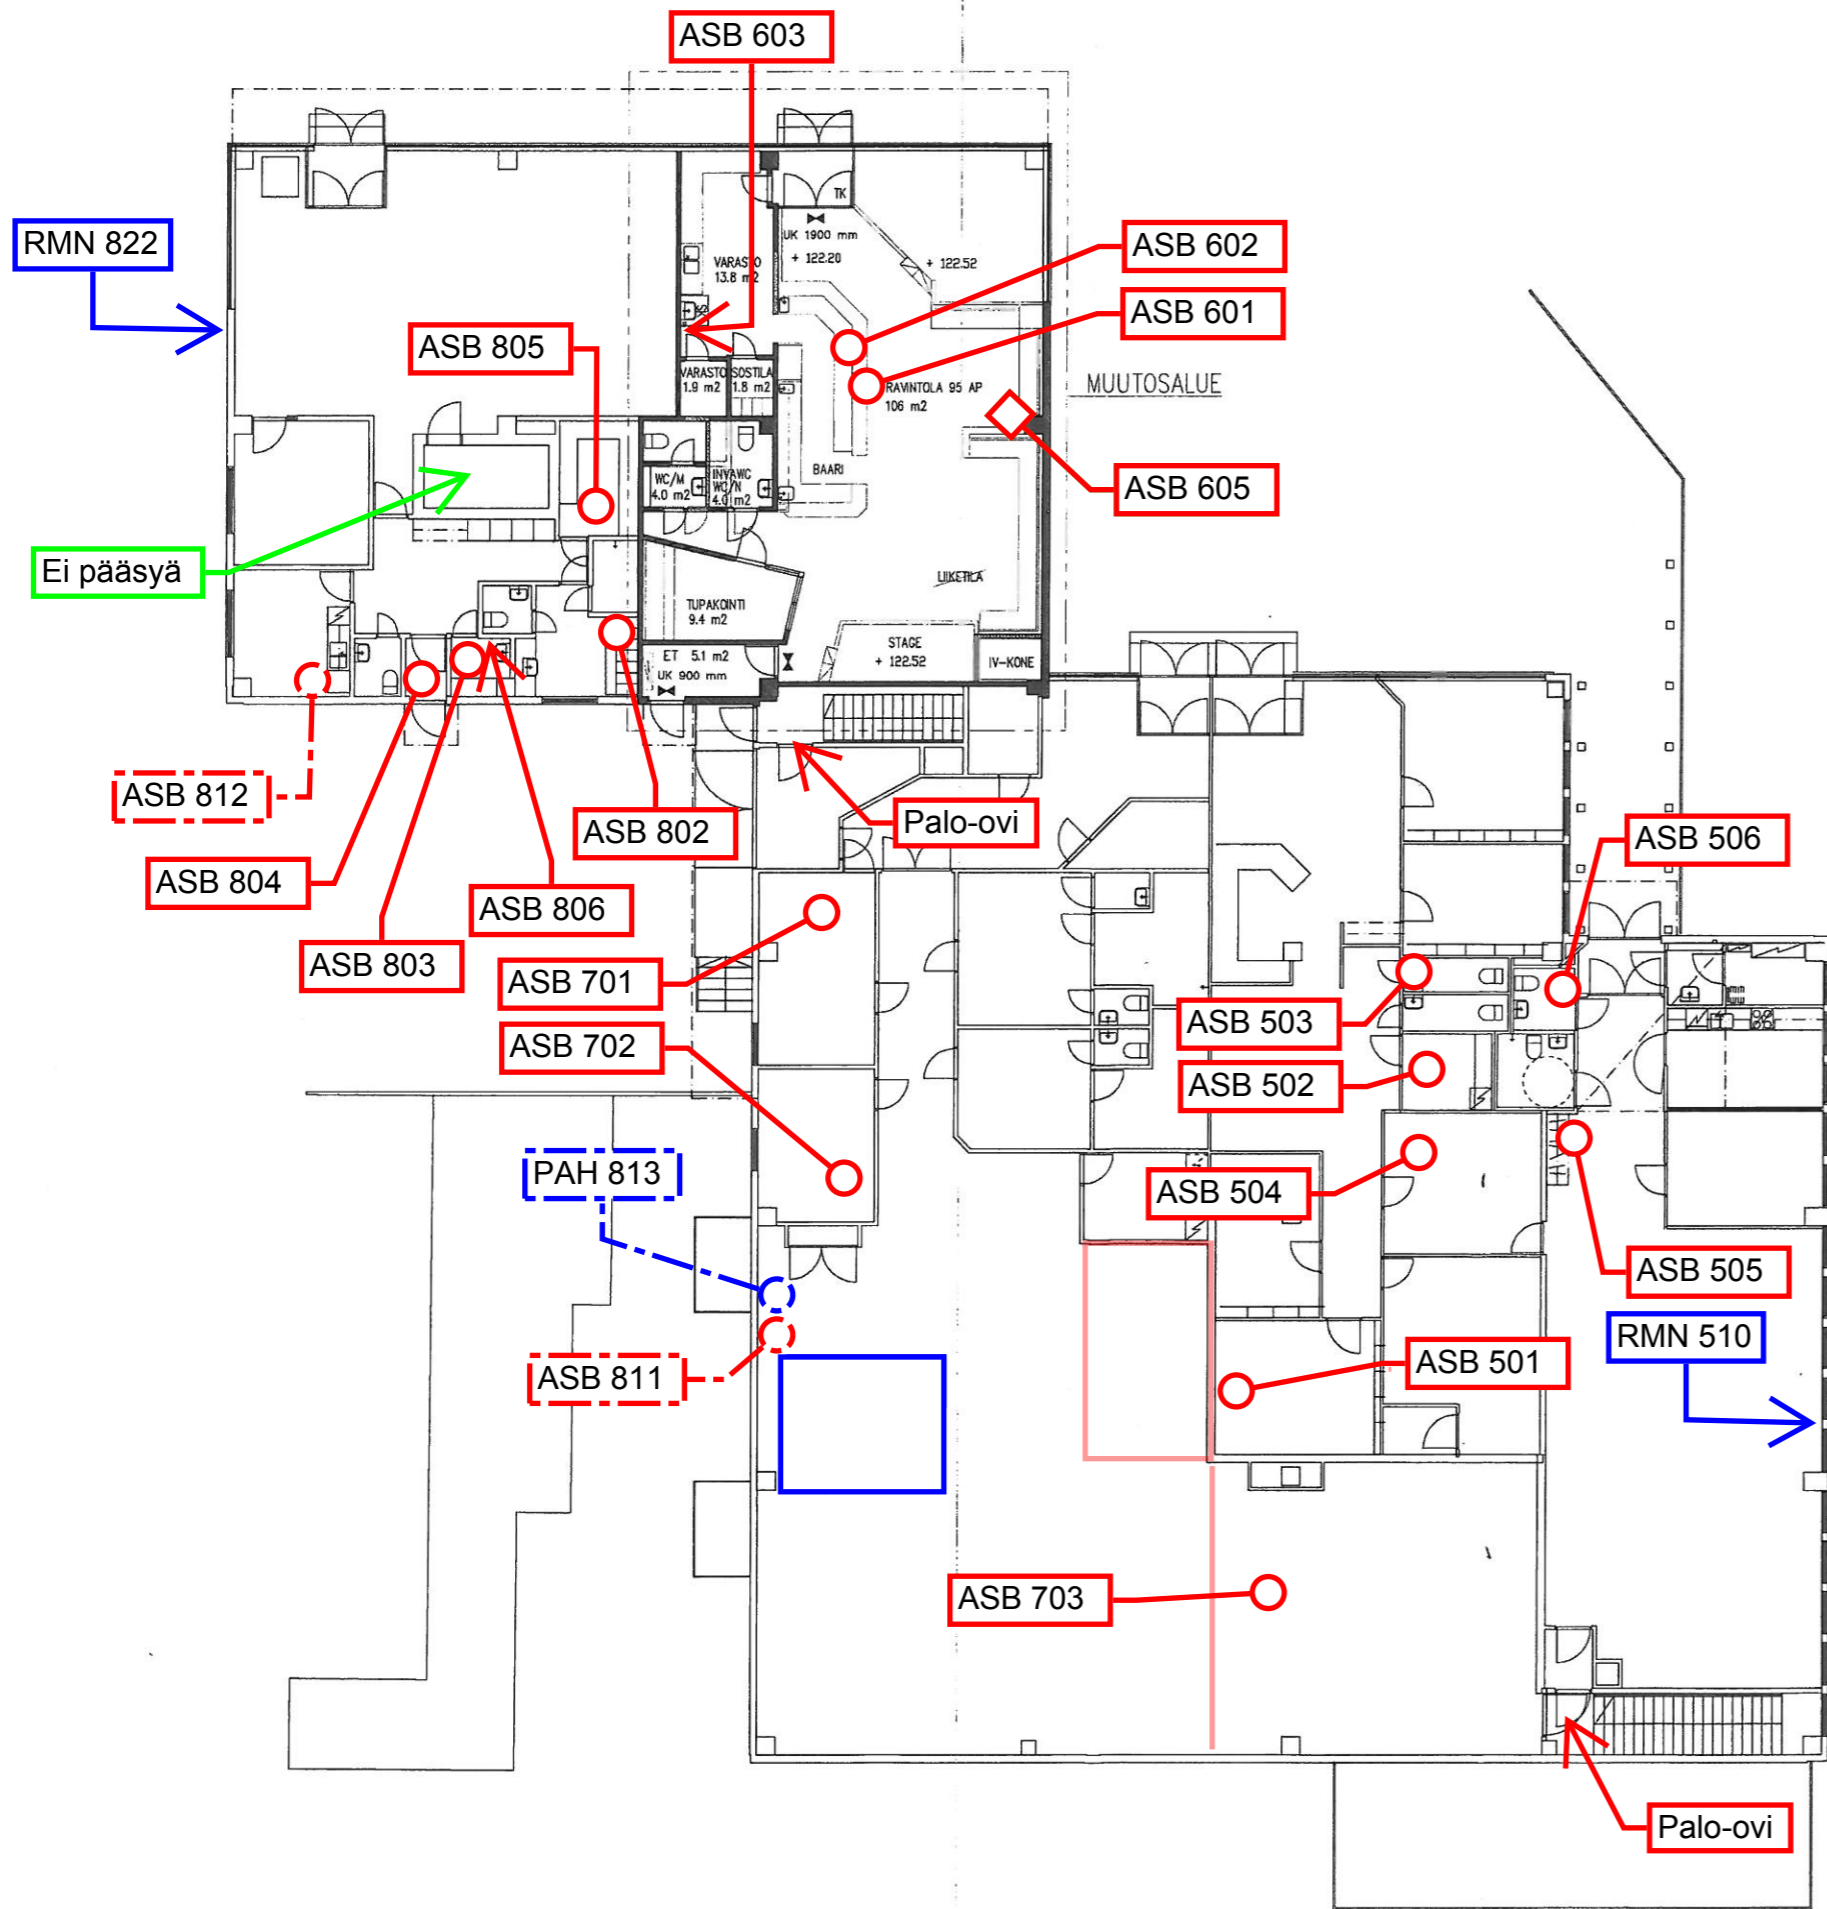 ASB 603
TK
UK 1900 mm
+ 122.20
+ 122.52
VARASTO
13.8 m2
RMN 822
ASB 602
ASB 601
ASB 805
VARASTO
1.9 m2
SOSTILA
1.8 m2
RAVINTOLA 95 AP
106 m2
MUUTOSALUE
BAARI
WC/M
4.0 m2
INVAWC
WC/N
4.0 m2
ASB 605
Ei pääsyä
LIIKETILA
TUPAKOINTI
9.4 m2
STAGE
+ 122.52
IV-KONE
ET 5.1 m2
UK 900 mm
ASB 812
ASB 802
Palo-ovi
ASB 506
ASB 804
ASB 806
ASB 803
ASB 701
ASB 503
ASB 702
ASB 502
PAH 813
ASB 504
ASB 505
RMN 510
ASB 811
ASB 501
ASB 703
Palo-ovi